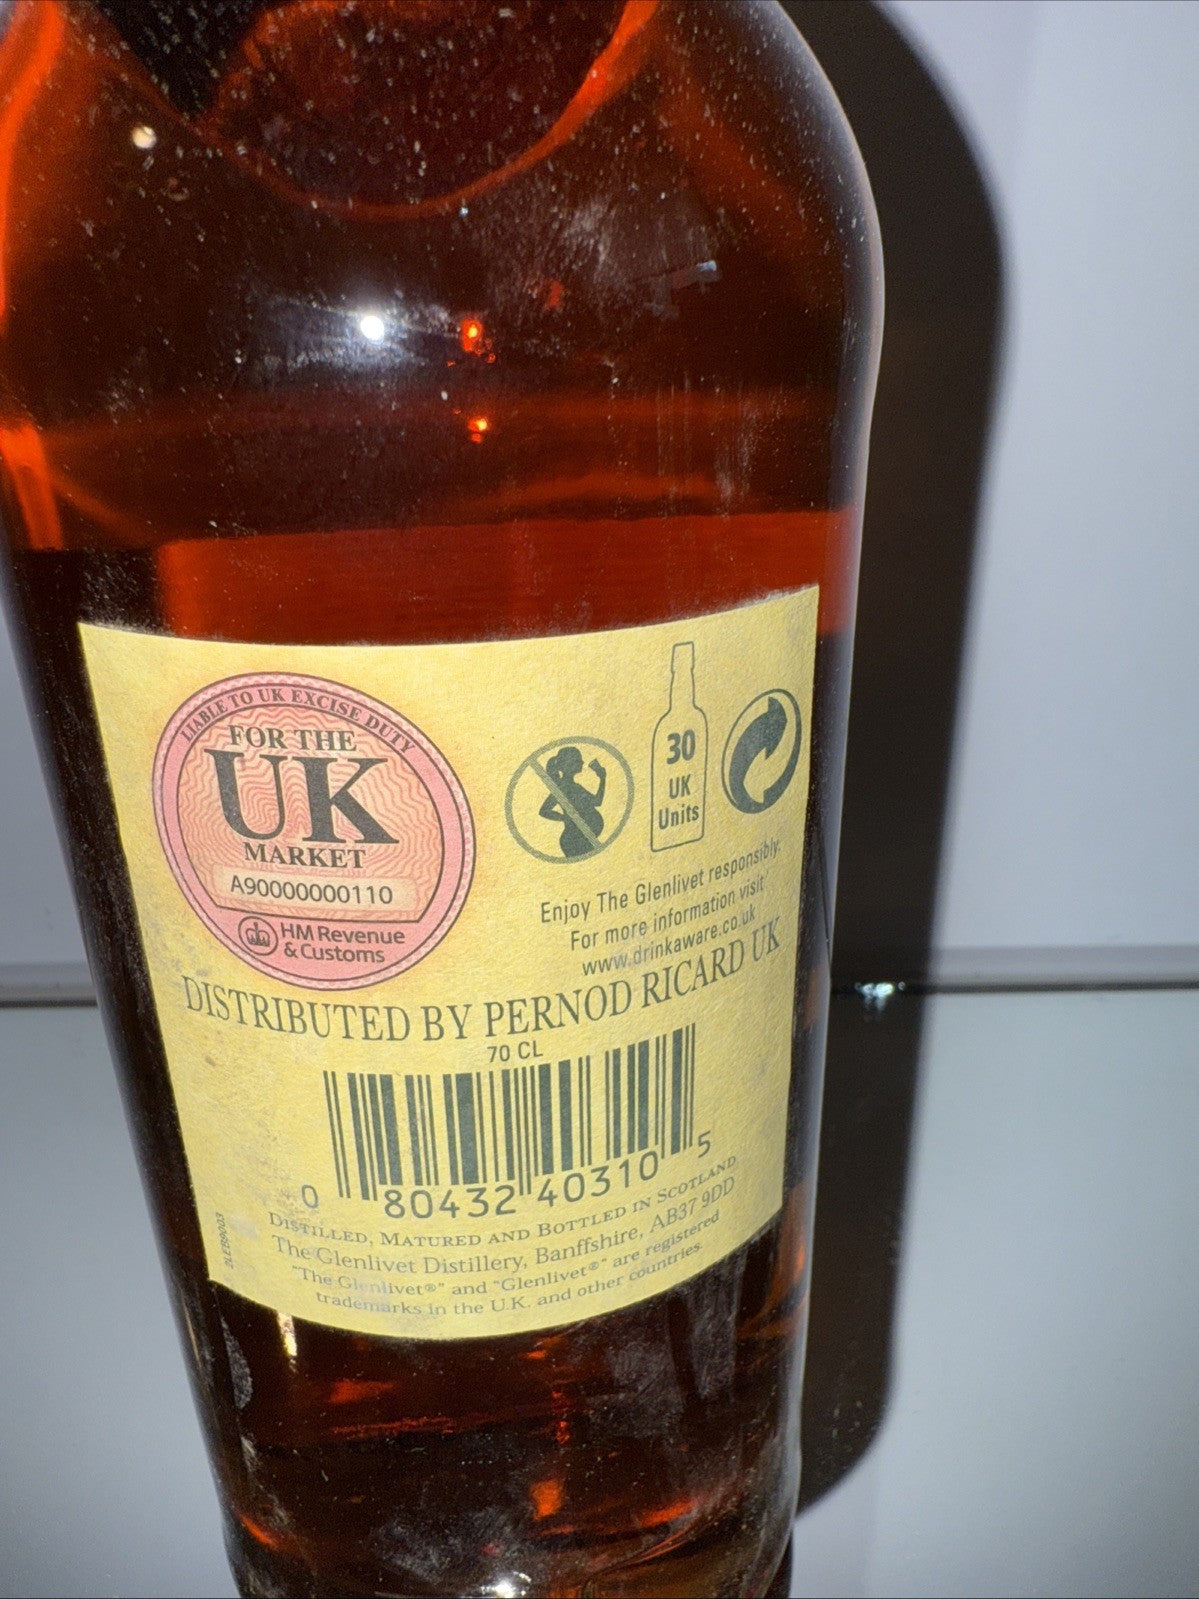 LIABLE TO UK EXCISE DUTY
FOR THE
UK
MARKET
A90000000110
HM Revenue
& Customs
30
UK
Units
Enjoy The Glenlivet responsibly.
For more information visit
www.drinkaware.co.uk
DISTRIBUTED BY PERNOD RICARD UK
70 CL
0 80432 40310 5
DISTILLED, MATURED AND BOTTLED IN SCOTLAND
The Glenlivet Distillery, Banffshire, AB37 9DD
"The Glenlivet®" and "Glenlivet®" are registered
trademarks in the U.K. and other countries.